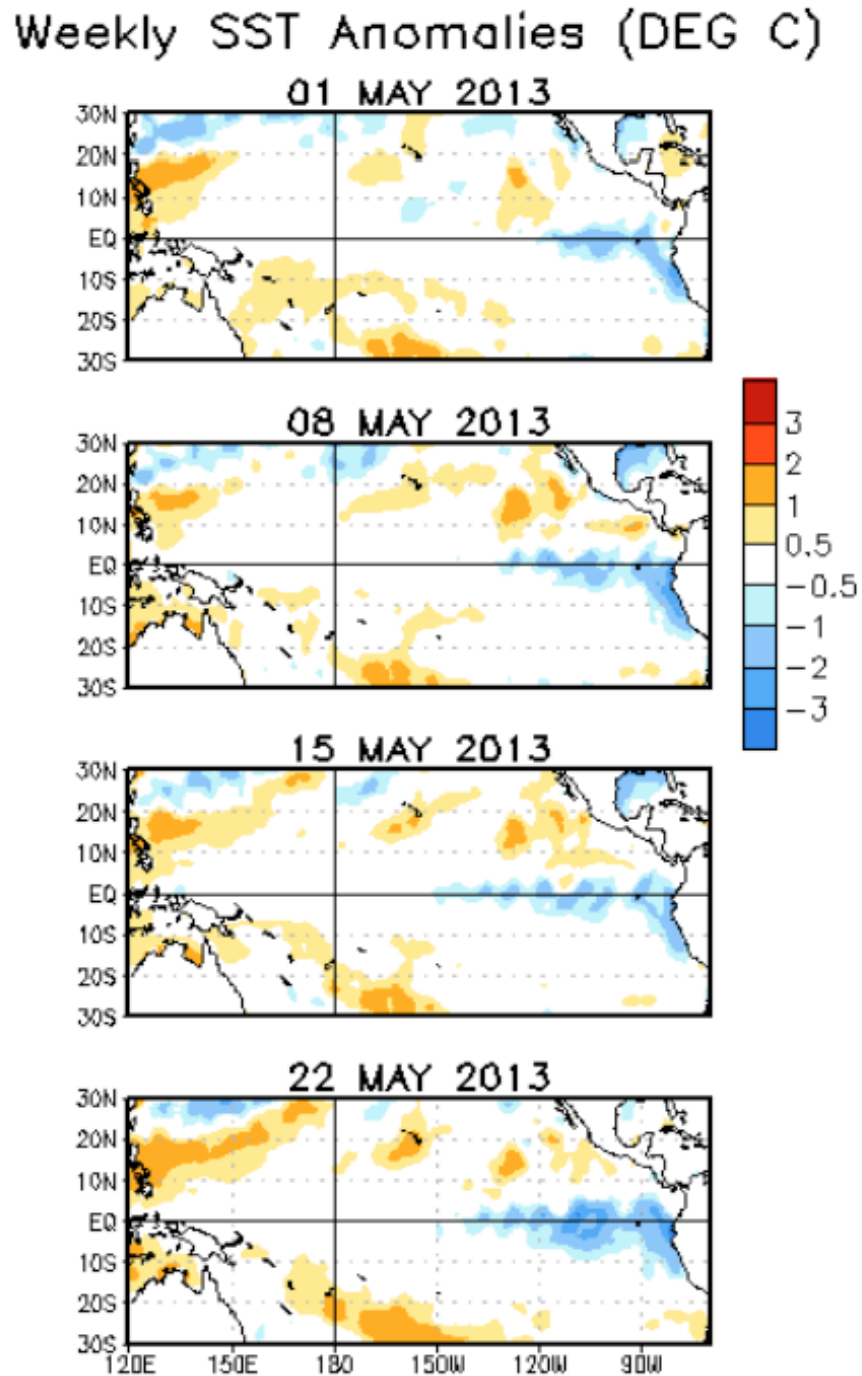 Weekly SST Anomalies (DEG C)
01 MAY 2013
30N
20N
10N
EQ
10S
20S
30S
08 MAY 2013
30N
20N
10N
EQ
10S
20S
30S
3
2
1
0.5
-0.5
-1
-2
-3
15 MAY 2013
30N
20N
10N
EQ
10S
20S
30S
22 MAY 2013
30N
20N
10N
EQ
10S
20S
30S
120E 150E 180 150W 120W 90W